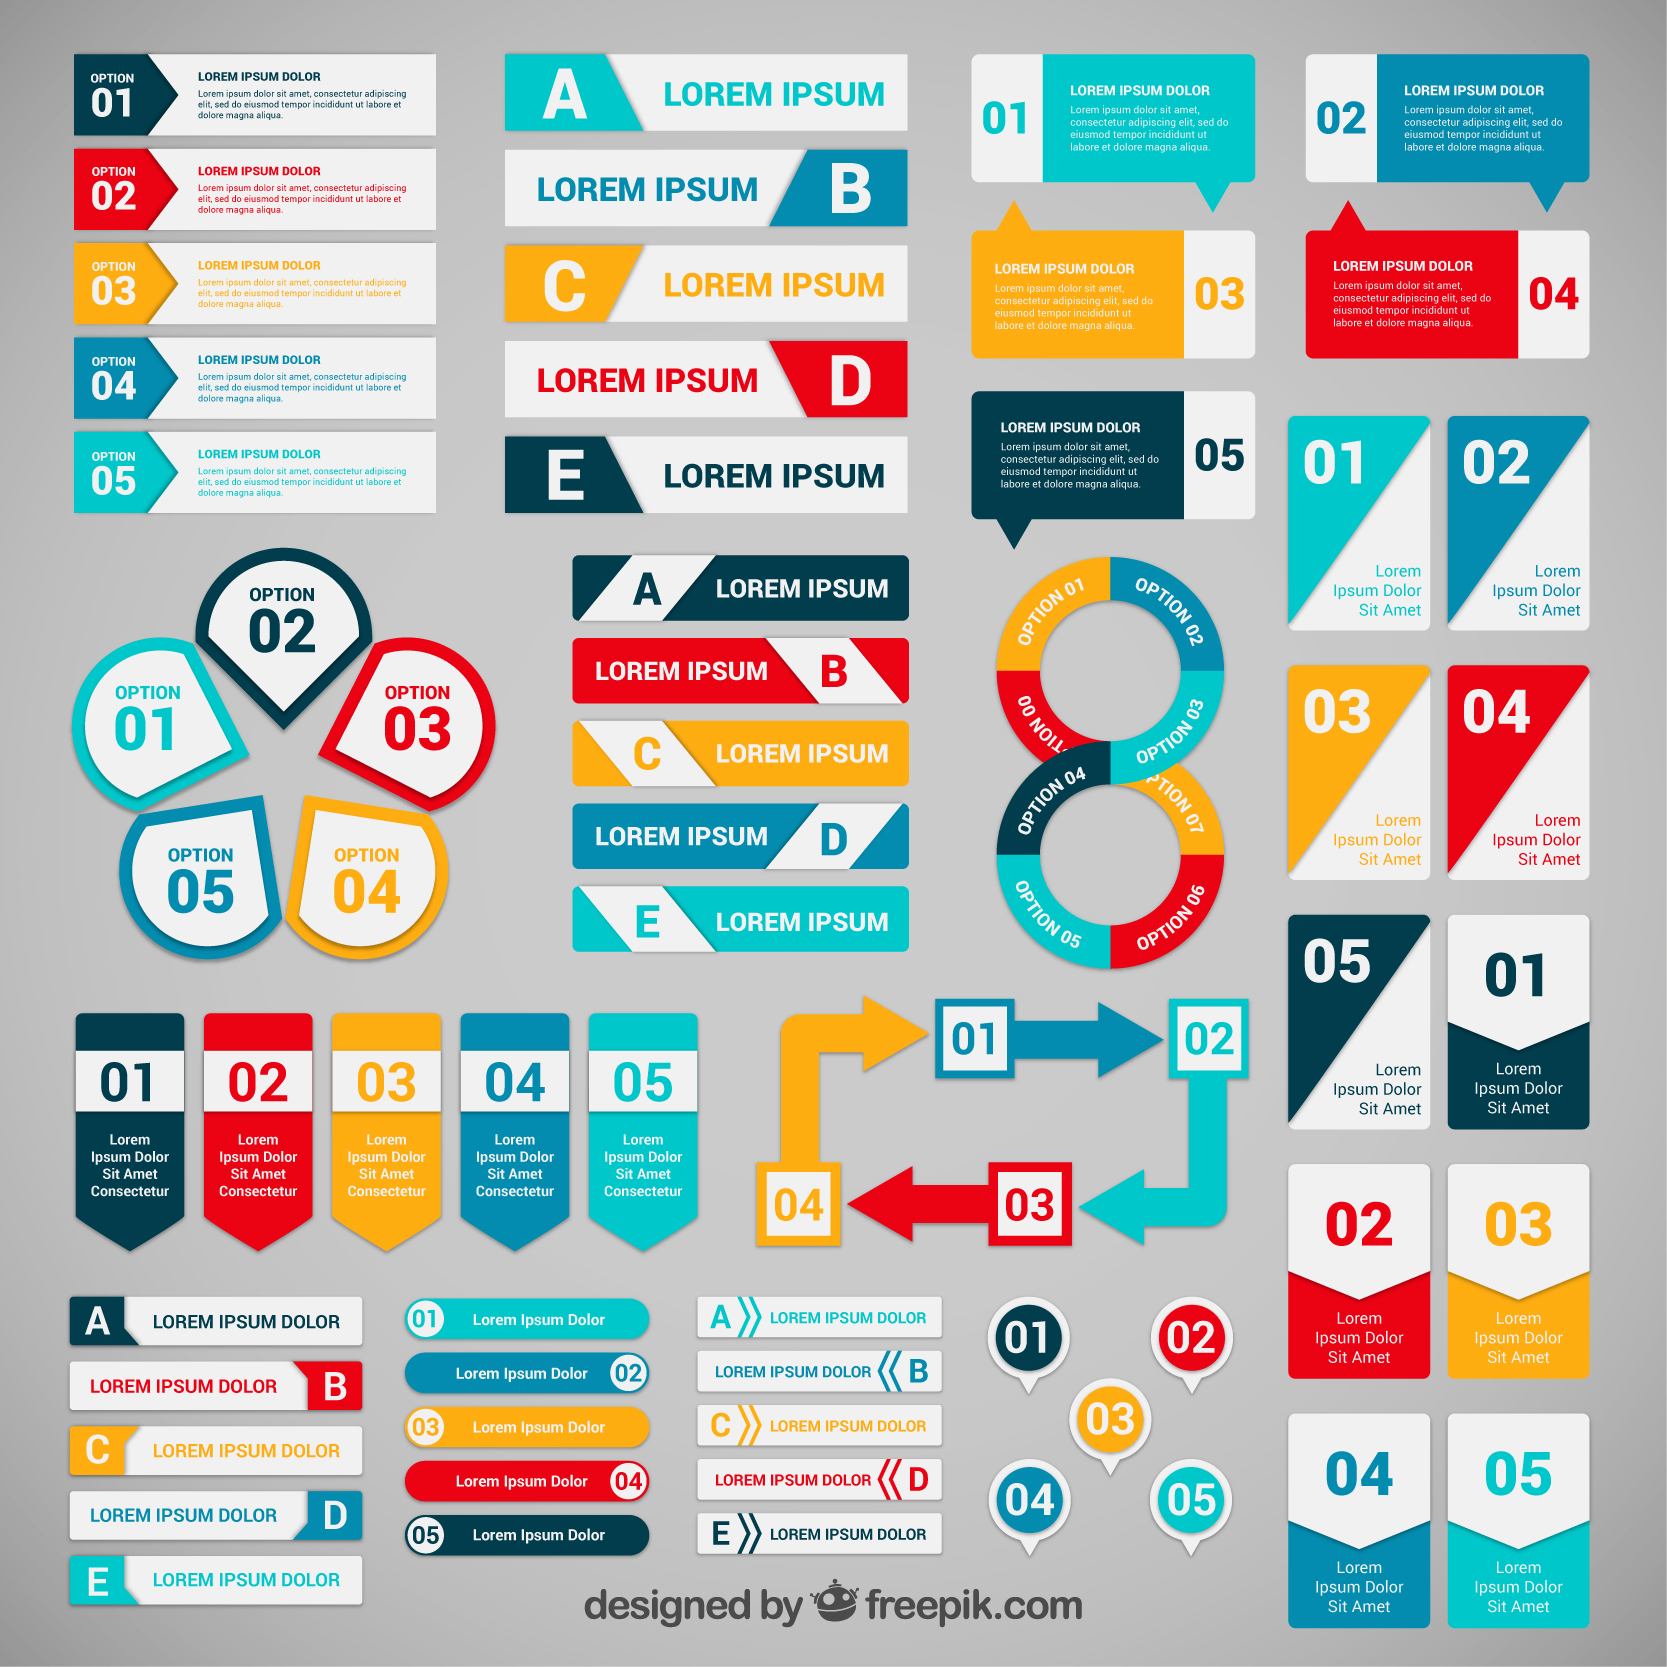 OPTION
01
LOREM IPSUM DOLOR
Lorem ipsum dolor sit amet, consectetur adipiscing
elit, sed do eiusmod tempor incididunt ut labore et
dolore magna aliqua.
OPTION
02
LOREM IPSUM DOLOR
Lorem ipsum dolor sit amet, consectetur adipiscing
elit, sed do eiusmod tempor incididunt ut labore et
dolore magna aliqua.
OPTION
03
LOREM IPSUM DOLOR
Lorem ipsum dolor sit amet, consectetur adipiscing
elit, sed do eiusmod tempor incididunt ut labore et
dolore magna aliqua.
OPTION
04
LOREM IPSUM DOLOR
Lorem ipsum dolor sit amet, consectetur adipiscing
elit, sed do eiusmod tempor incididunt ut labore et
dolore magna aliqua.
OPTION
05
LOREM IPSUM DOLOR
Lorem ipsum dolor sit amet, consectetur adipiscing
elit, sed do eiusmod tempor incididunt ut labore et
dolore magna aliqua.
A LOREM IPSUM
LOREM IPSUM B
C LOREM IPSUM
LOREM IPSUM D
E LOREM IPSUM
01
LOREM IPSUM DOLOR
Lorem ipsum dolor sit amet,
consectetur adipiscing elit, sed do
eiusmod tempor incididunt ut
labore et dolore magna aliqua.
02
LOREM IPSUM DOLOR
Lorem ipsum dolor sit amet,
consectetur adipiscing elit, sed do
eiusmod tempor incididunt ut
labore et dolore magna aliqua.
LOREM IPSUM DOLOR
Lorem ipsum dolor sit amet,
consectetur adipiscing elit, sed do
eiusmod tempor incididunt ut
labore et dolore magna aliqua.
03
LOREM IPSUM DOLOR
Lorem ipsum dolor sit amet,
consectetur adipiscing elit, sed do
eiusmod tempor incididunt ut
labore et dolore magna aliqua.
04
LOREM IPSUM DOLOR
Lorem ipsum dolor sit amet,
consectetur adipiscing elit, sed do
eiusmod tempor incididunt ut
labore et dolore magna aliqua.
05
OPTION
01
OPTION
02
OPTION
03
OPTION
04
OPTION
05
A LOREM IPSUM
LOREM IPSUM B
C LOREM IPSUM
LOREM IPSUM D
E LOREM IPSUM
OPTION 01
OPTION 02
OPTION 03
OPTION 04
OPTION 05
OPTION 06
PTION 07
TION 00
01
Lorem
Ipsum Dolor
Sit Amet
02
Lorem
Ipsum Dolor
Sit Amet
03
Lorem
Ipsum Dolor
Sit Amet
04
Lorem
Ipsum Dolor
Sit Amet
05
Lorem
Ipsum Dolor
Sit Amet
01
Lorem
Ipsum Dolor
Sit Amet
02
Lorem
Ipsum Dolor
Sit Amet
03
Lorem
Ipsum Dolor
Sit Amet
04
Lorem
Ipsum Dolor
Sit Amet
05
Lorem
Ipsum Dolor
Sit Amet
01
Lorem
Ipsum Dolor
Sit Amet
Consectetur
02
Lorem
Ipsum Dolor
Sit Amet
Consectetur
03
Lorem
Ipsum Dolor
Sit Amet
Consectetur
04
Lorem
Ipsum Dolor
Sit Amet
Consectetur
05
Lorem
Ipsum Dolor
Sit Amet
Consectetur
01
02
03
04
A LOREM IPSUM DOLOR
LOREM IPSUM DOLOR B
C LOREM IPSUM DOLOR
LOREM IPSUM DOLOR D
E LOREM IPSUM DOLOR
01 Lorem Ipsum Dolor
Lorem Ipsum Dolor 02
03 Lorem Ipsum Dolor
Lorem Ipsum Dolor 04
05 Lorem Ipsum Dolor
A LOREM IPSUM DOLOR
LOREM IPSUM DOLOR B
C LOREM IPSUM DOLOR
LOREM IPSUM DOLOR D
E LOREM IPSUM DOLOR
01
02
03
04
05
designed by freepik.com